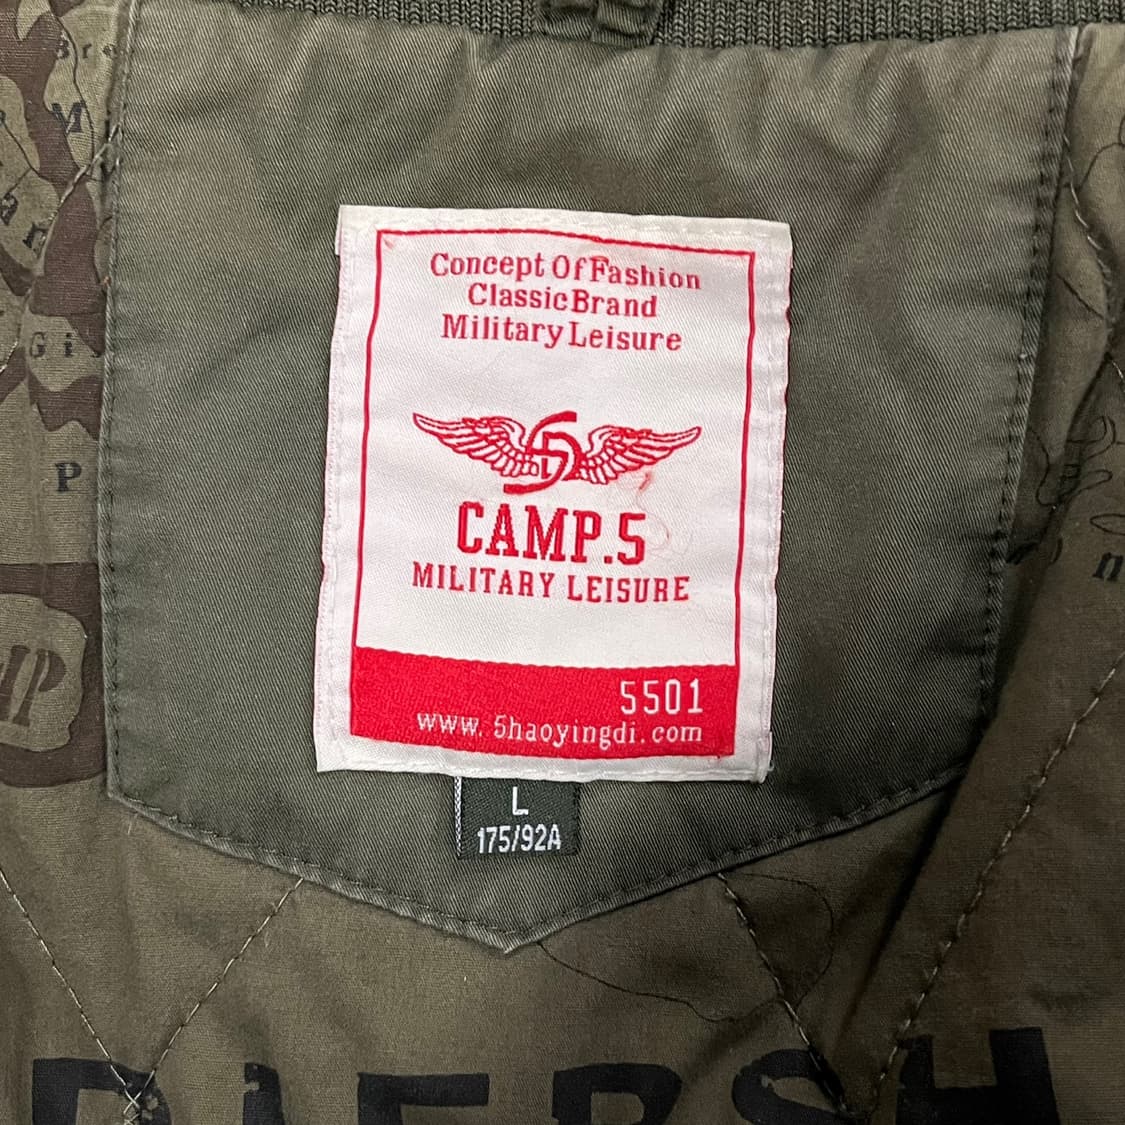 Concept Of Fashion
Classic Brand
Military Leisure
CAMP.5
MILITARY LEISURE
5501
www.5haoyingdi.com
L
175/92A